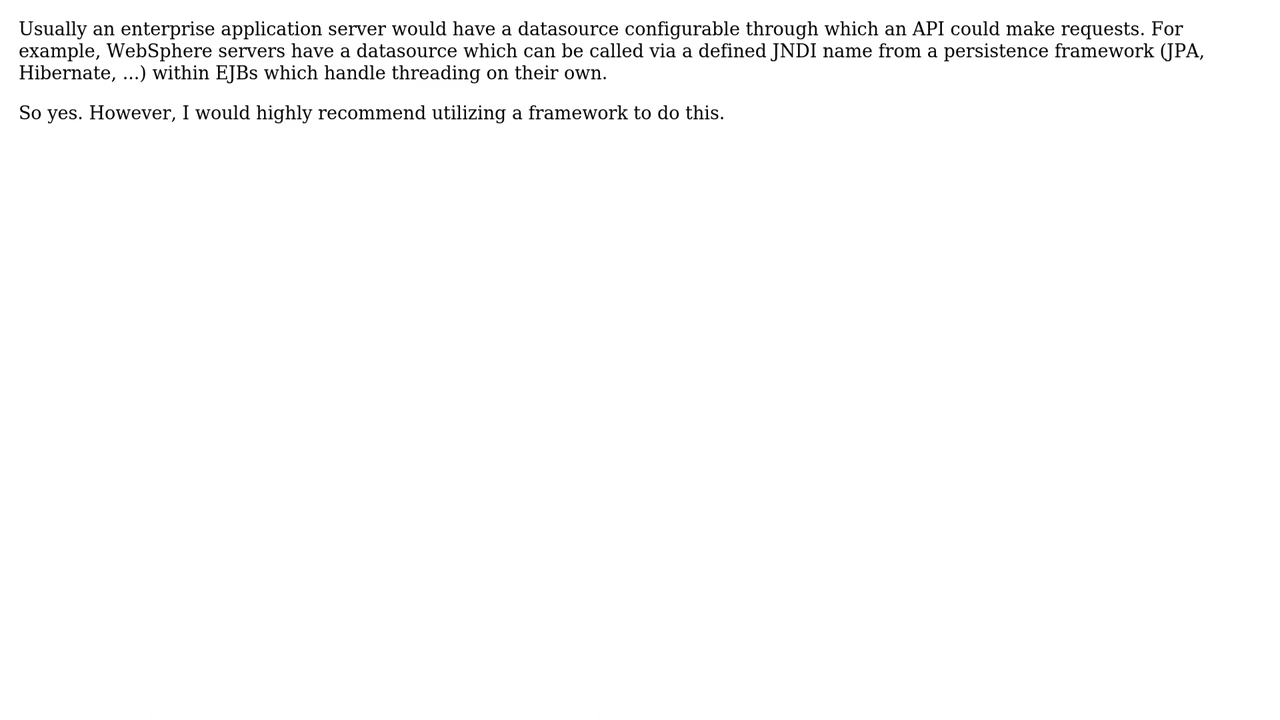 Usually an enterprise application server would have a datasource configurable through which an API could make requests. For
example, WebSphere servers have a datasource which can be called via a defined JNDI name from a persistence framework (JPA,
Hibernate, ...) within EJBs which handle threading on their own.
So yes. However, I would highly recommend utilizing a framework to do this.